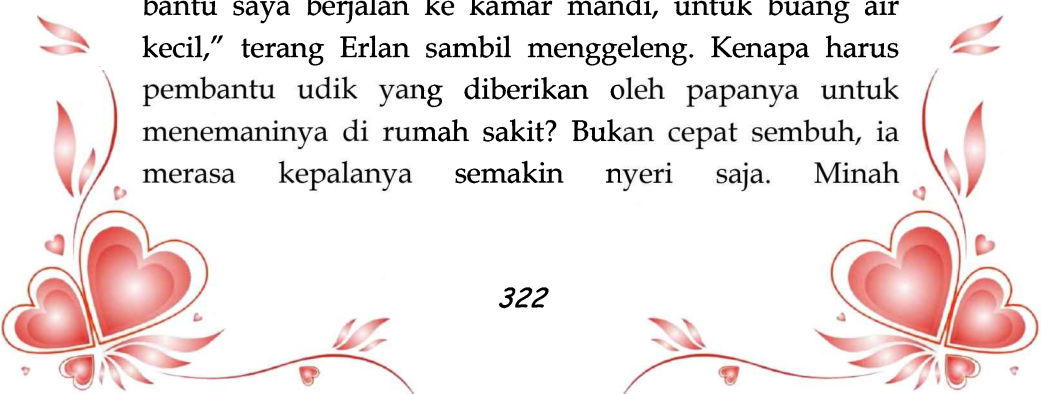 bantu saya berjalan ke kamar mandi, untuk buang air
kecil,” terang Erlan sambil menggeleng. Kenapa harus
pembantu udik yang diberikan oleh papanya untuk
menemaninya di rumah sakit? Bukan cepat sembuh, ia
merasa kepalanya semakin nyeri saja. Minah
322